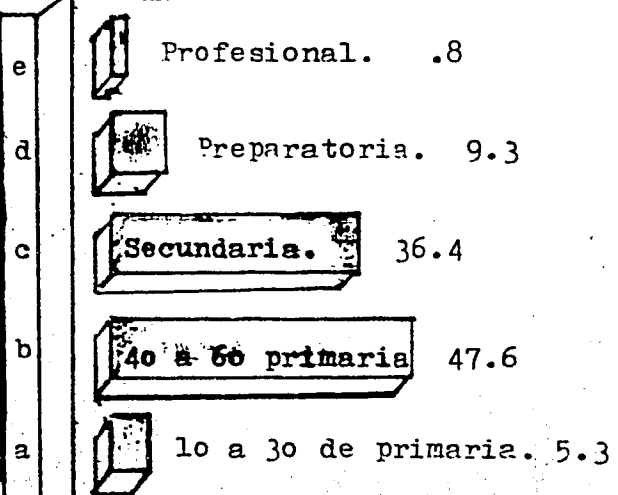 e Profesional. .8
d Preparatoria. 9.3
c Secundaria. 36.4
b 4o a 6o primaria 47.6
a 1o a 3o de primaria. 5.3